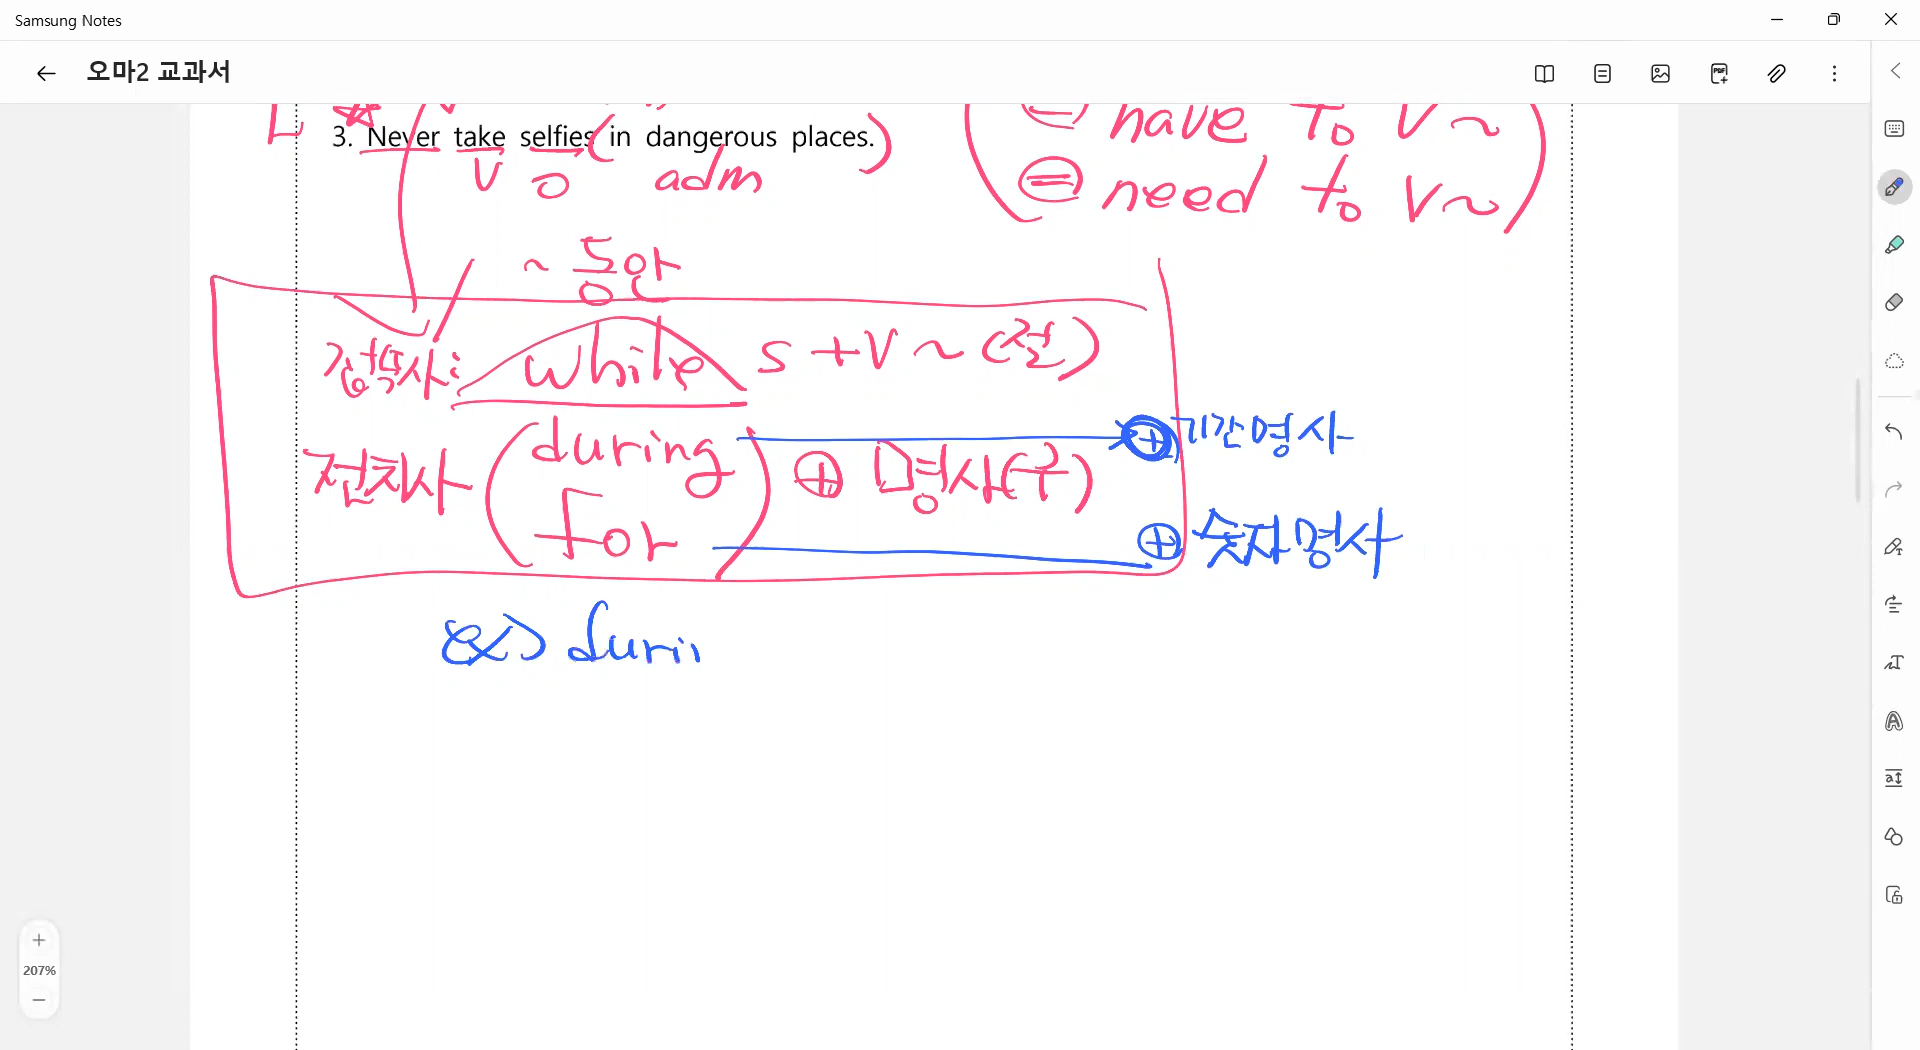 Samsung Notes
오마2 교과서
have to V ~
3. Never take selfies in dangerous places.
V O adm
= need to V~
~ 동안
접속사: while S + V ~ (절)
전치사 ( during for ) + 명사(구)
+ 기간명사
+ 숫자명사
ex) durin
207%